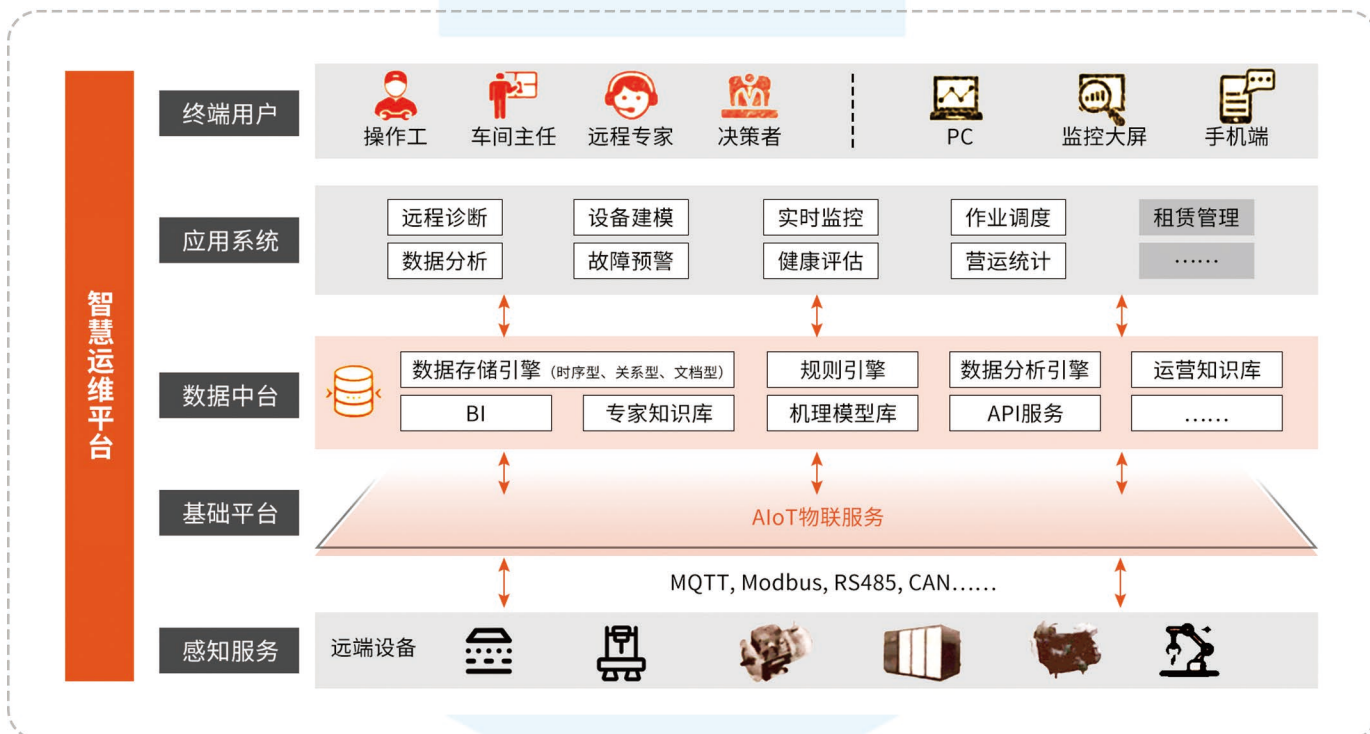 智慧运维平台
终端用户
操作工
车间主任
远程专家
决策者
PC
监控大屏
手机端
应用系统
远程诊断
设备建模
实时监控
作业调度
租赁管理
数据分析
故障预警
健康评估
营运统计
……
数据中台
数据存储引擎（时序型、关系型、文档型）
规则引擎
数据分析引擎
运营知识库
BI
专家知识库
机理模型库
API服务
……
基础平台
AIoT物联服务
MQTT, Modbus, RS485, CAN……
感知服务
远端设备